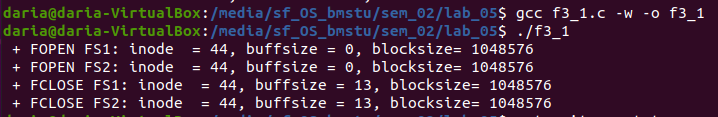 daria@daria-VirtualBox:/media/sf_OS_bmstu/sem_02/lab_05$ gcc f3_1.c -w -o f3_1
daria@daria-VirtualBox:/media/sf_OS_bmstu/sem_02/lab_05$ ./f3_1
+ FOPEN FS1: inode  = 44, buffsize = 0, blocksize= 1048576
+ FOPEN FS2: inode  = 44, buffsize = 0, blocksize= 1048576
+ FCLOSE FS1: inode  = 44, buffsize = 13, blocksize= 1048576
+ FCLOSE FS2: inode  = 44, buffsize = 13, blocksize= 1048576